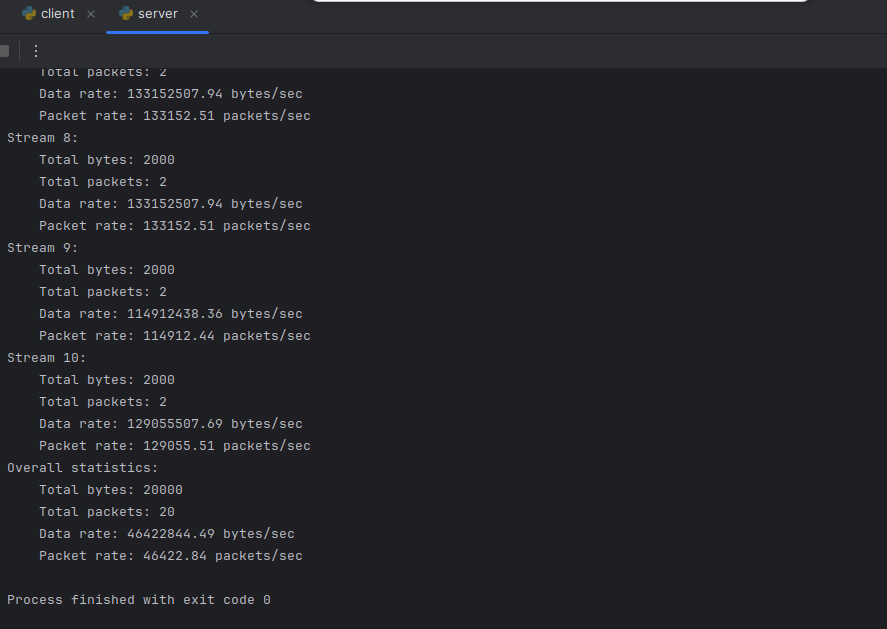 client
server
Total packets: 2
Data rate: 133152507.94 bytes/sec
Packet rate: 133152.51 packets/sec
Stream 8:
Total bytes: 2000
Total packets: 2
Data rate: 133152507.94 bytes/sec
Packet rate: 133152.51 packets/sec
Stream 9:
Total bytes: 2000
Total packets: 2
Data rate: 114912438.36 bytes/sec
Packet rate: 114912.44 packets/sec
Stream 10:
Total bytes: 2000
Total packets: 2
Data rate: 129055507.69 bytes/sec
Packet rate: 129055.51 packets/sec
Overall statistics:
Total bytes: 20000
Total packets: 20
Data rate: 46422844.49 bytes/sec
Packet rate: 46422.84 packets/sec
Process finished with exit code 0